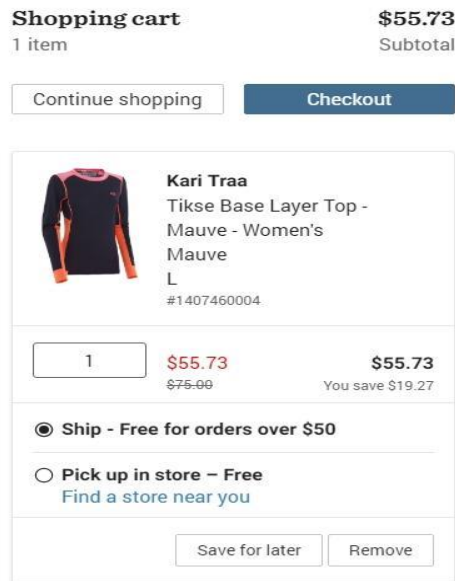 Shopping cart $55.73
1 item Subtotal
Continue shopping Checkout
Kari Traa
Tikse Base Layer Top -
Mauve - Women's
Mauve
L
#1407460004
1 $55.73 $55.73
$75.00 You save $19.27
Ship - Free for orders over $50
Pick up in store – Free
Find a store near you
Save for later Remove